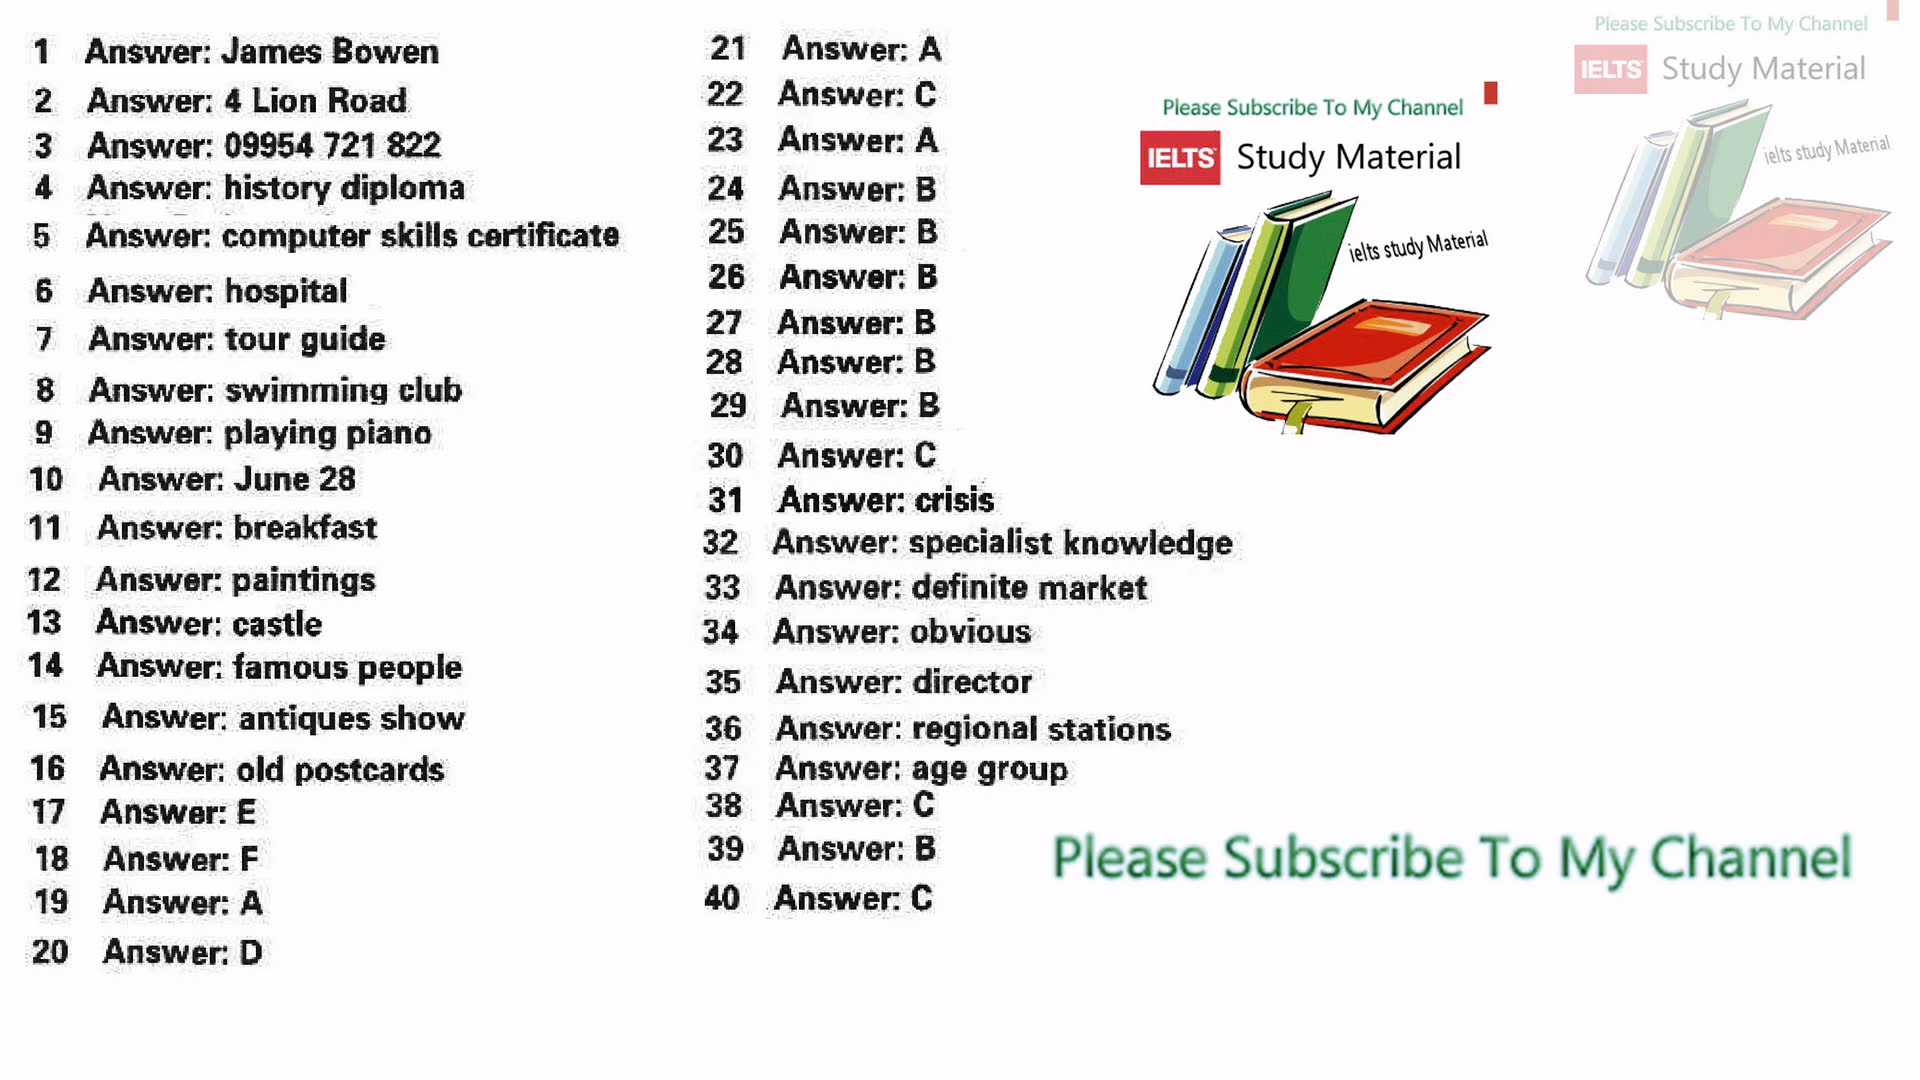 1 Answer: James Bowen
2 Answer: 4 Lion Road
3 Answer: 09954 721 822
4 Answer: history diploma
5 Answer: computer skills certificate
6 Answer: hospital
7 Answer: tour guide
8 Answer: swimming club
9 Answer: playing piano
10 Answer: June 28
11 Answer: breakfast
12 Answer: paintings
13 Answer: castle
14 Answer: famous people
15 Answer: antiques show
16 Answer: old postcards
17 Answer: E
18 Answer: F
19 Answer: A
20 Answer: D
21 Answer: A
22 Answer: C
23 Answer: A
24 Answer: B
25 Answer: B
26 Answer: B
27 Answer: B
28 Answer: B
29 Answer: B
30 Answer: C
31 Answer: crisis
32 Answer: specialist knowledge
33 Answer: definite market
34 Answer: obvious
35 Answer: director
36 Answer: regional stations
37 Answer: age group
38 Answer: C
39 Answer: B
40 Answer: C
Please Subscribe To My Channel
IELTS Study Material
ielts study Material
Please Subscribe To My Channel
IELTS Study Material
ielts study Material
Please Subscribe To My Channel